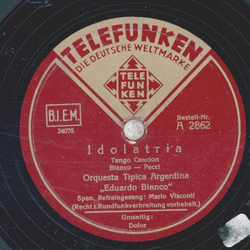 TELEFUNKEN
DIE DEUTSCHE WELTMARKE
TELE
FUN
KEN
B.I.E.M.
24078
Bestell-Nr.
A 2862
Idolatria
Tango Cancion
Bianco - Pecci
Orquesta Tipica Argentina
„Eduardo Bianco"
Span. Refraingesang: Mario Visconti
(Recht z. Rundfunkverbreitung vorbehalt.)
Umseitig:
Dolor